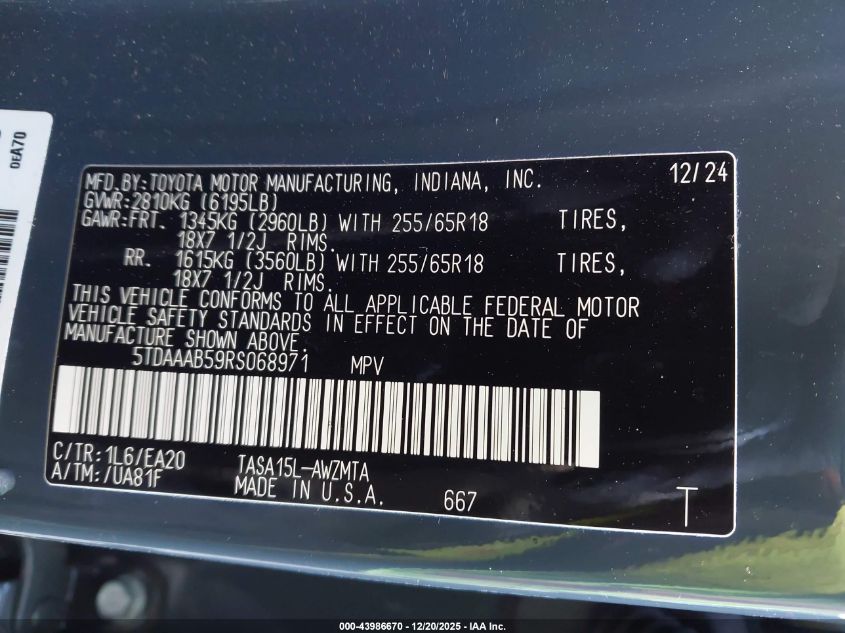 0EA70
MFD.BY:TOYOTA MOTOR MANUFACTURING, INDIANA, INC. 12/24
GVWR:2810KG (6195LB)
GAWR:FRT. 1345KG (2960LB) WITH 255/65R18 TIRES,
18X7 1/2J RIMS.
RR. 1615KG (3560LB) WITH 255/65R18 TIRES,
18X7 1/2J RIMS.
THIS VEHICLE CONFORMS TO ALL APPLICABLE FEDERAL MOTOR
VEHICLE SAFETY STANDARDS IN EFFECT ON THE DATE OF
MANUFACTURE SHOWN ABOVE.
5TDAAAB59RS068971 MPV
C/TR:1L6/EA20 TASA15L-AWZMTA
A/TM:/UA81F MADE IN U.S.A. 667 T
000-43986670 - 12/20/2025 - IAA Inc.